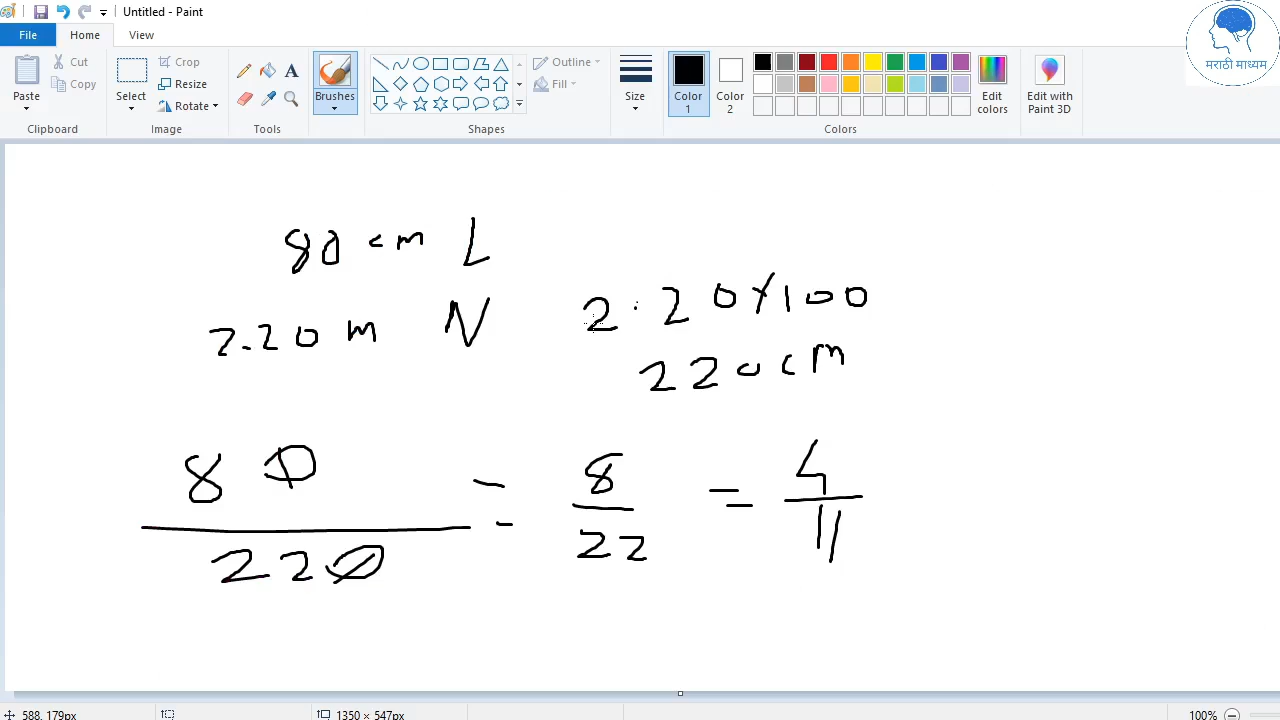 Untitled - Paint
File Home View
Paste
Cut
Copy
Clipboard
Select
Crop
Resize
Rotate
Image
Tools
Brushes
Shapes
Outline
Fill
Size
Color 1
Color 2
Edit colors
Colors
Edit with Paint 3D
मराठी माध्यम
80 cm L
2.20 m N
2.20 x 100
220 cm
80/220 = 8/22 = 4/11
588, 179px
1350 × 547px
100%